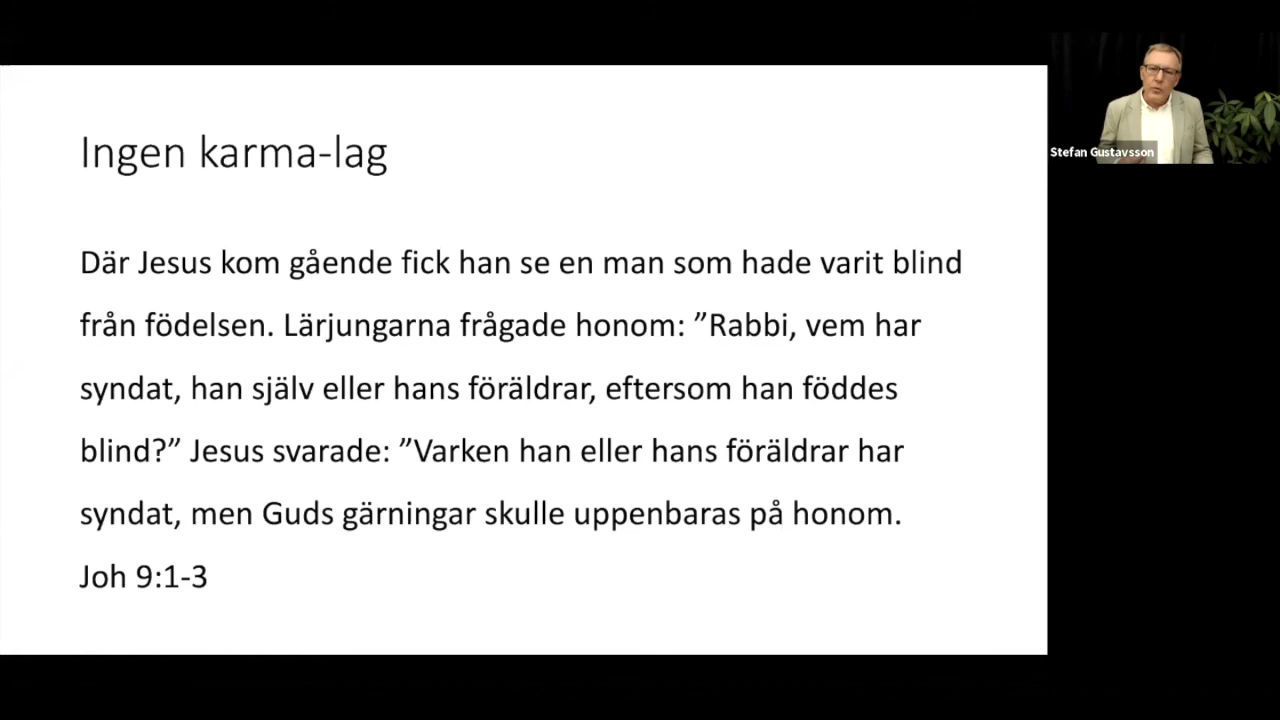 Ingen karma-lag
Där Jesus kom gående fick han se en man som hade varit blind
från födelsen. Lärjungarna frågade honom: ”Rabbi, vem har
syndat, han själv eller hans föräldrar, eftersom han föddes
blind?” Jesus svarade: ”Varken han eller hans föräldrar har
syndat, men Guds gärningar skulle uppenbaras på honom.
Joh 9:1-3
Stefan Gustavsson